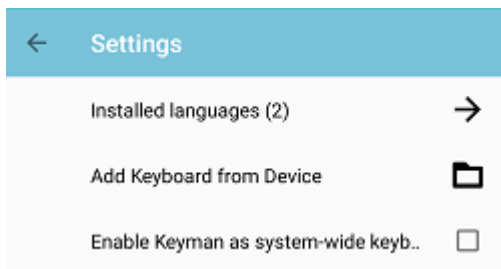 Settings
Installed languages (2)
Add Keyboard from Device
Enable Keyman as system-wide keyb..